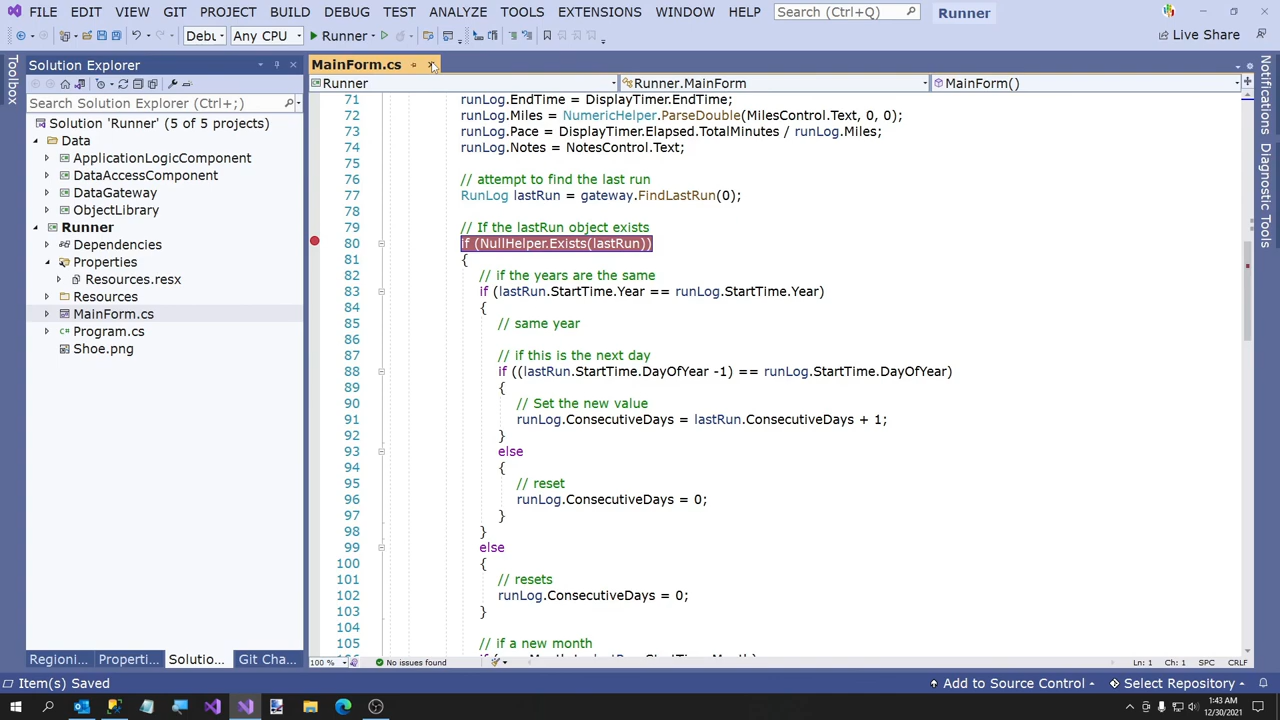 FILE EDIT VIEW GIT PROJECT BUILD DEBUG TEST ANALYZE TOOLS EXTENSIONS WINDOW HELP Search (Ctrl+Q) Runner
Debu Any CPU Runner Live Share
Toolbox
Solution Explorer
Search Solution Explorer (Ctrl+;)
Solution 'Runner' (5 of 5 projects)
Data
ApplicationLogicComponent
DataAccessComponent
DataGateway
ObjectLibrary
Runner
Dependencies
Properties
Resources.resx
Resources
MainForm.cs
Program.cs
Shoe.png
Regioni... Properti... Solutio... Git Cha...
MainForm.cs
Runner Runner.MainForm MainForm()
71 runLog.EndTime = DisplayTimer.EndTime;
72 runLog.Miles = NumericHelper.ParseDouble(MilesControl.Text, 0, 0);
73 runLog.Pace = DisplayTimer.Elapsed.TotalMinutes / runLog.Miles;
74 runLog.Notes = NotesControl.Text;
75
76 // attempt to find the last run
77 RunLog lastRun = gateway.FindLastRun(0);
78
79 // If the lastRun object exists
80 if (NullHelper.Exists(lastRun))
81 {
82 // if the years are the same
83 if (lastRun.StartTime.Year == runLog.StartTime.Year)
84 {
85 // same year
86
87 // if this is the next day
88 if ((lastRun.StartTime.DayOfYear -1) == runLog.StartTime.DayOfYear)
89 {
90 // Set the new value
91 runLog.ConsecutiveDays = lastRun.ConsecutiveDays + 1;
92 }
93 else
94 {
95 // reset
96 runLog.ConsecutiveDays = 0;
97 }
98 }
99 else
100 {
101 // resets
102 runLog.ConsecutiveDays = 0;
103 }
104
105 // if a new month
100 % No issues found Ln: 1 Ch: 1 SPC CRLF
Notifications
Diagnostic Tools
Item(s) Saved Add to Source Control Select Repository
1:43 AM
12/30/2021